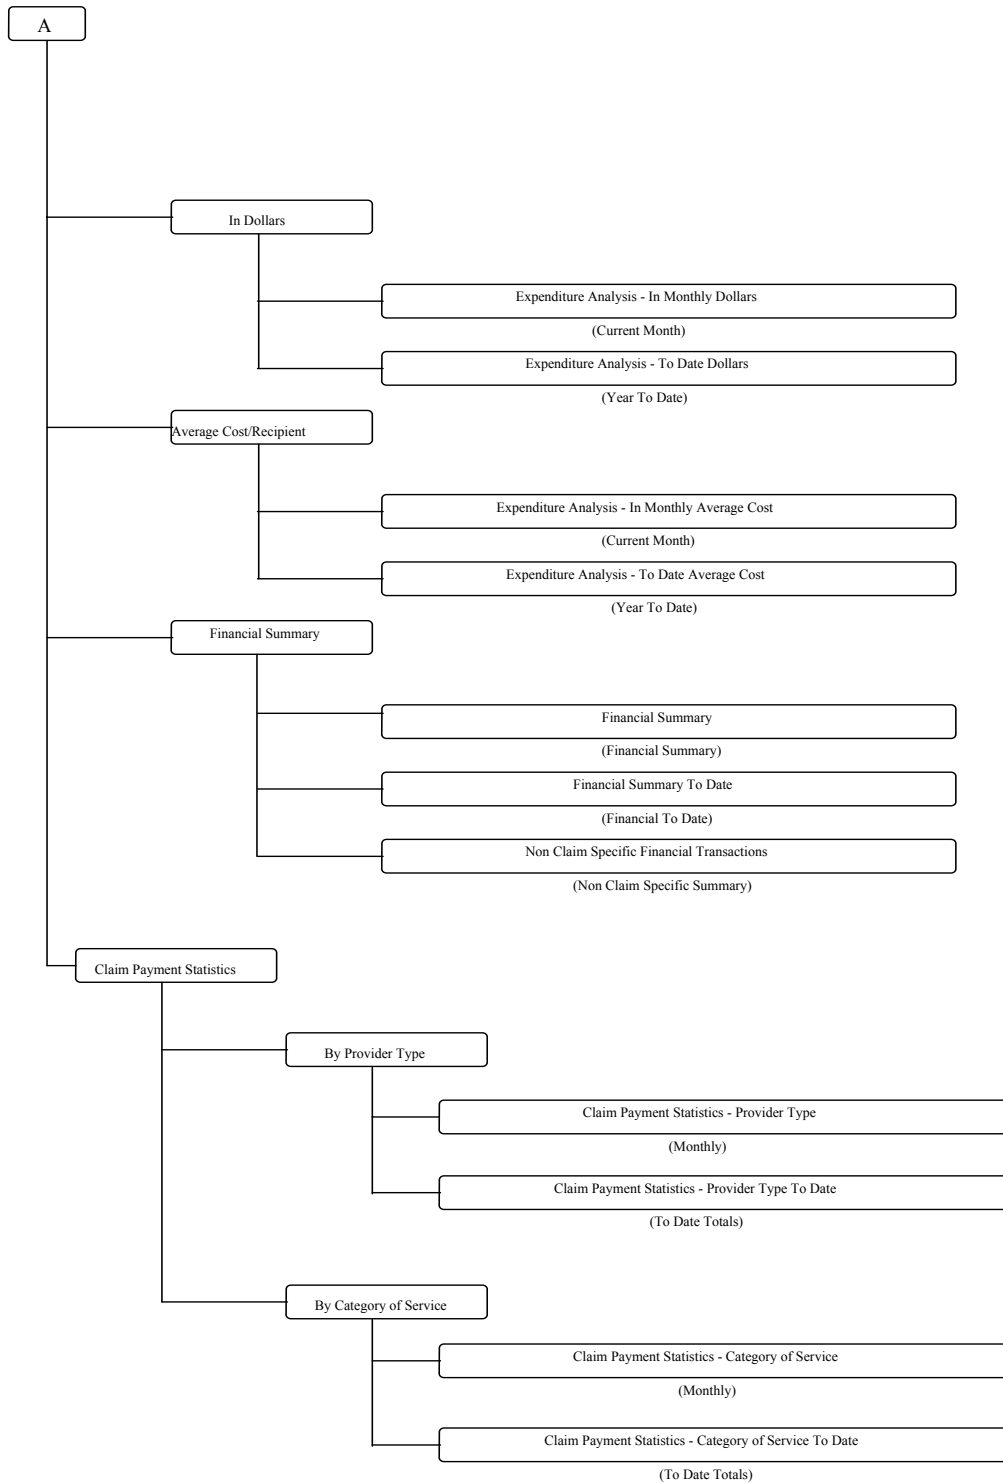 A
In Dollars
Expenditure Analysis - In Monthly Dollars
(Current Month)
Expenditure Analysis - To Date Dollars
(Year To Date)
Average Cost/Recipient
Expenditure Analysis - In Monthly Average Cost
(Current Month)
Expenditure Analysis - To Date Average Cost
(Year To Date)
Financial Summary
Financial Summary
(Financial Summary)
Financial Summary To Date
(Financial To Date)
Non Claim Specific Financial Transactions
(Non Claim Specific Summary)
Claim Payment Statistics
By Provider Type
Claim Payment Statistics - Provider Type
(Monthly)
Claim Payment Statistics - Provider Type To Date
(To Date Totals)
By Category of Service
Claim Payment Statistics - Category of Service
(Monthly)
Claim Payment Statistics - Category of Service To Date
(To Date Totals)